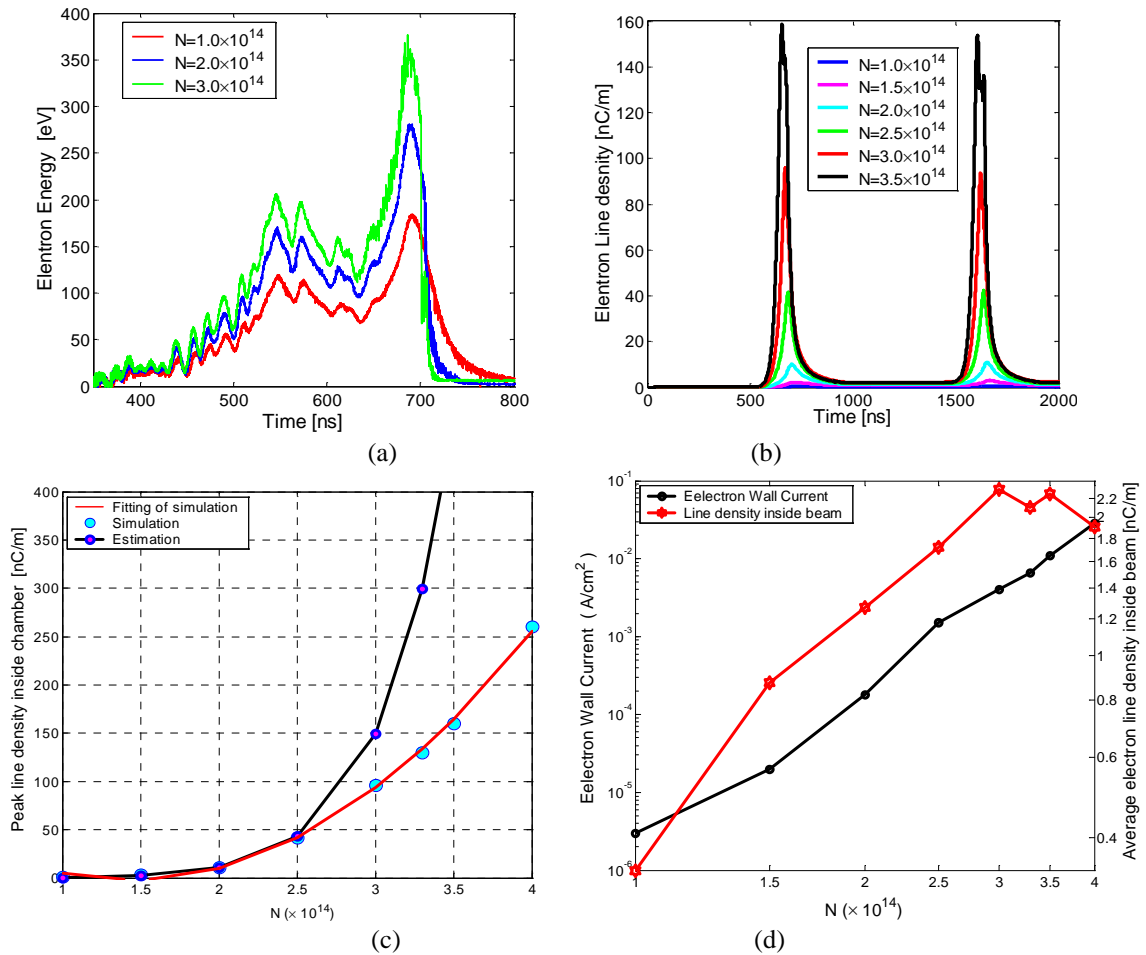 400
350
300
250
200
150
100
50
0
Elentron Energy [eV]
N=1.0×10^14
N=2.0×10^14
N=3.0×10^14
400 500 600 700 800
Time [ns]
(a)
160
140
120
100
80
60
40
20
0
Elentron Line desnity [nC/m]
N=1.0×10^14
N=1.5×10^14
N=2.0×10^14
N=2.5×10^14
N=3.0×10^14
N=3.5×10^14
0 500 1000 1500 2000
Time [ns]
(b)
400
350
300
250
200
150
100
50
0
Peak line density inside chamber [nC/m]
Fitting of simulation
Simulation
Estimation
1 1.5 2 2.5 3 3.5 4
N (× 10^14)
(c)
10^-1
10^-2
10^-3
10^-4
10^-5
10^-6
Eelectron Wall Current ( A/cm^2)
Eelectron Wall Current
Line density inside beam
2.2
2
1.8
1.6
1.4
1.2
1
0.8
0.6
0.4
Average electron line density inside beam [nC/m]
1 1.5 2 2.5 3 3.5 4
N (× 10^14)
(d)